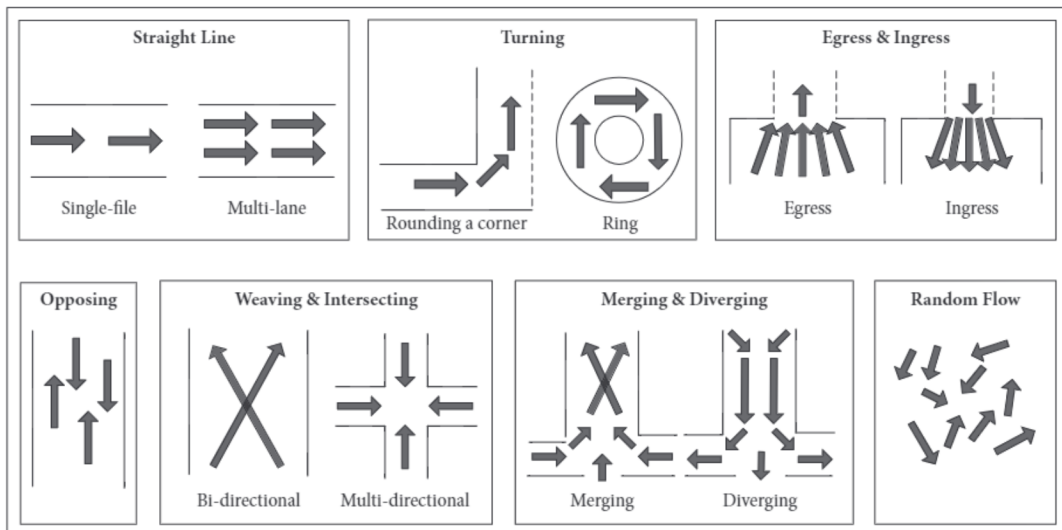 Straight Line
Single-file
Multi-lane
Turning
Rounding a corner
Ring
Egress & Ingress
Egress
Ingress
Opposing
Weaving & Intersecting
Bi-directional
Multi-directional
Merging & Diverging
Merging
Diverging
Random Flow